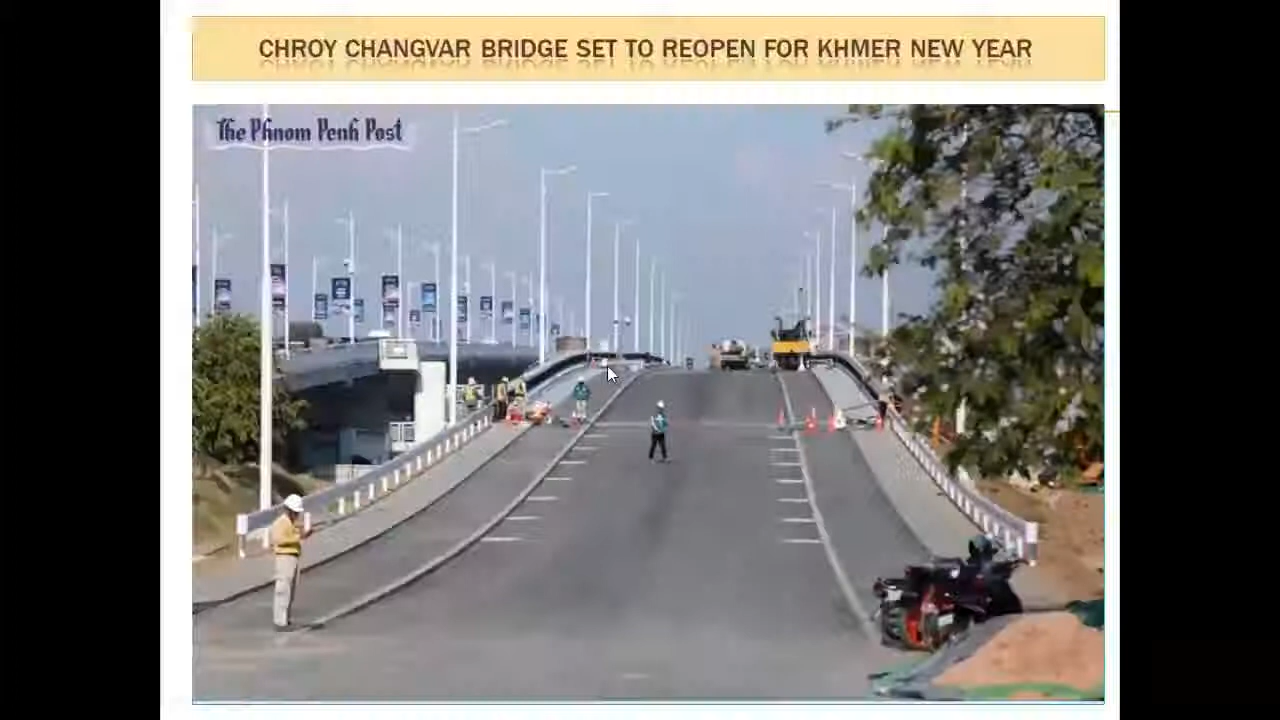 CHROY CHANGVAR BRIDGE SET TO REOPEN FOR KHMER NEW YEAR
The Phnom Penh Post